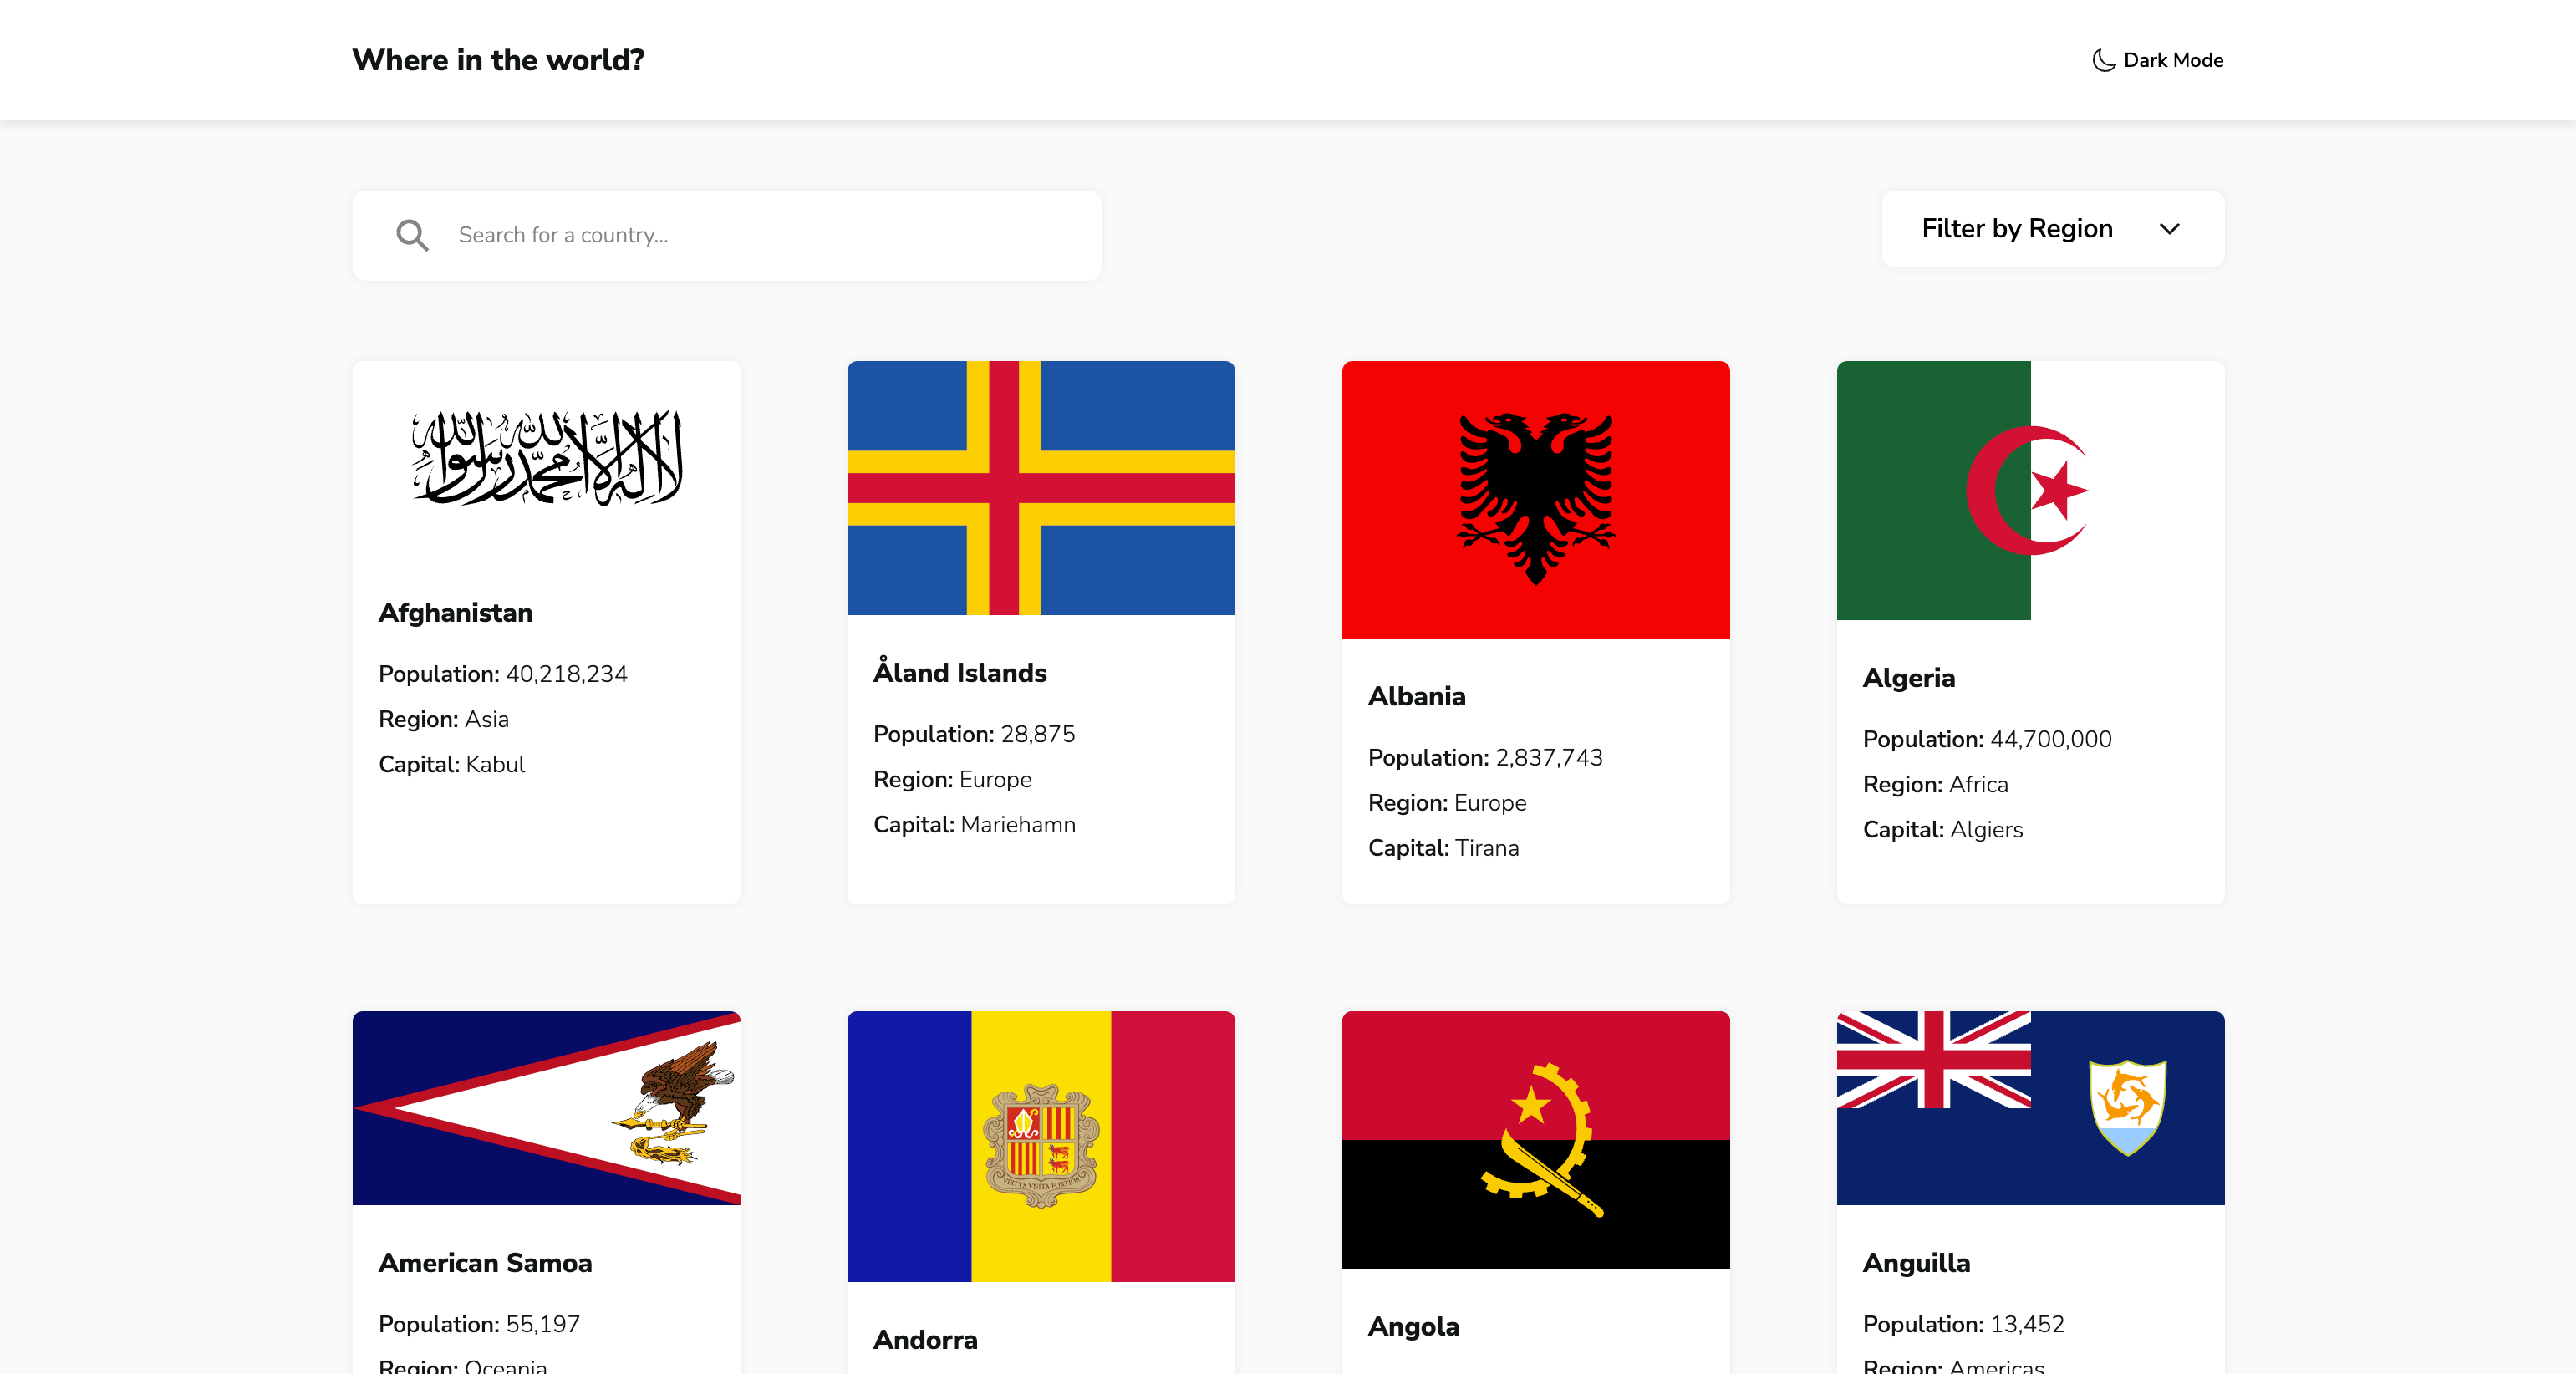 Where in the world?
Dark Mode
Search for a country...
Filter by Region
لا إله إلا الله محمد رسول الله
Afghanistan
Population: 40,218,234
Region: Asia
Capital: Kabul
Åland Islands
Population: 28,875
Region: Europe
Capital: Mariehamn
Albania
Population: 2,837,743
Region: Europe
Capital: Tirana
Algeria
Population: 44,700,000
Region: Africa
Capital: Algiers
American Samoa
Population: 55,197
Region: Oceania
VIRTVS VNITA FORTIOR
Andorra
Angola
Anguilla
Population: 13,452
Region: Americas